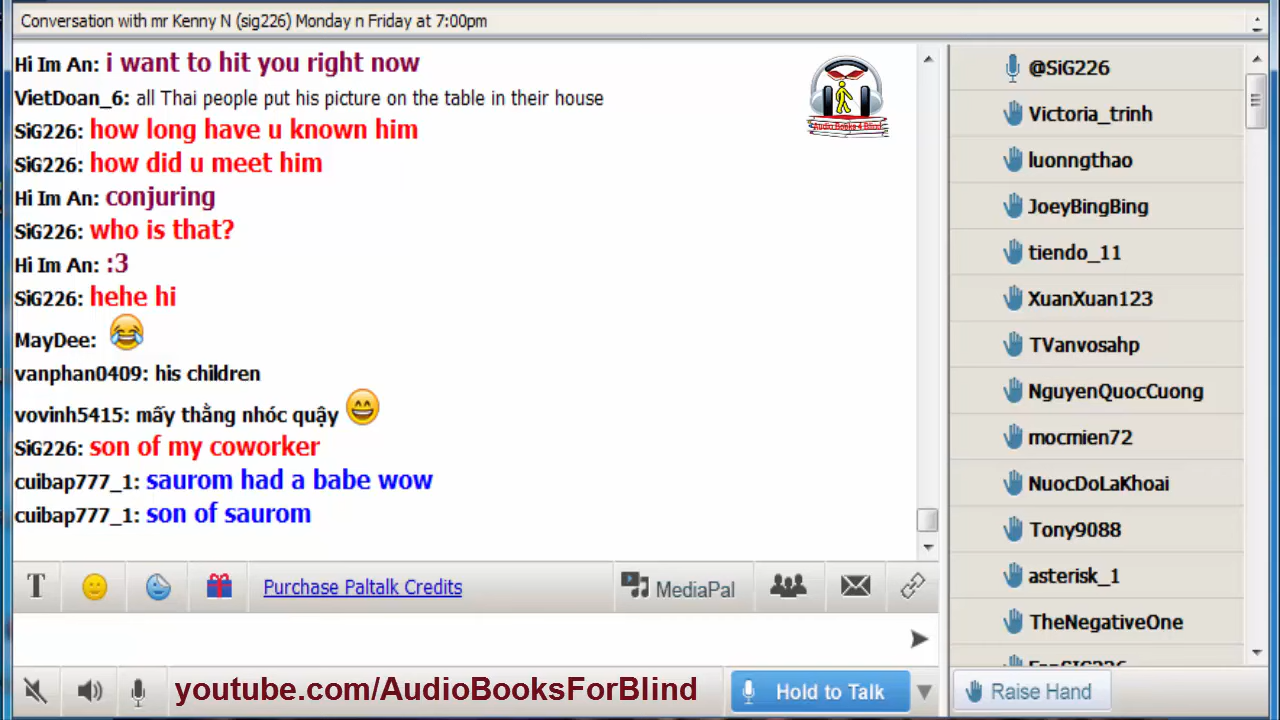 Conversation with mr Kenny N (sig226) Monday n Friday at 7:00pm
Hi Im An: i want to hit you right now
VietDoan_6: all Thai people put his picture on the table in their house
SiG226: how long have u known him
SiG226: how did u meet him
Hi Im An: conjuring
SiG226: who is that?
Hi Im An: :3
SiG226: hehe hi
MayDee:
vanphan0409: his children
vovinh5415: mấy thằng nhóc quậy
SiG226: son of my coworker
cuibap777_1: saurom had a babe wow
cuibap777_1: son of saurom
Audio Books 4 Blind
@SiG226
Victoria_trinh
luonngthao
JoeyBingBing
tiendo_11
XuanXuan123
TVanvosahp
NguyenQuocCuong
mocmien72
NuocDoLaKhoai
Tony9088
asterisk_1
TheNegativeOne
T
Purchase Paltalk Credits
MediaPal
youtube.com/AudioBooksForBlind
Hold to Talk
Raise Hand